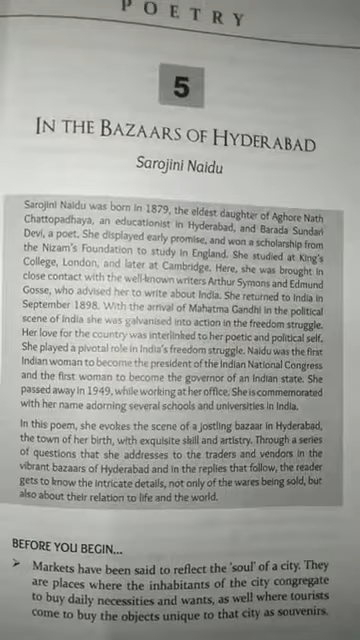 POETRY
5
IN THE BAZAARS OF HYDERABAD
Sarojini Naidu
Sarojini Naidu was born in 1879, the eldest daughter of Aghore Nath
Chattopadhaya, an educationist in Hyderabad, and Barada Sundari
Devi, a poet. She displayed early promise, and won a scholarship from
the Nizam's Foundation to study in England. She studied at King's
College, London, and later at Cambridge. Here, she was brought in
close contact with the well-known writers Arthur Symons and Edmund
Gosse, who advised her to write about India. She returned to India in
September 1898. With the arrival of Mahatma Gandhi in the political
scene of India she was galvanised into action in the freedom struggle.
Her love for the country was interlinked to her poetic and political self.
She played a pivotal role in India's freedom struggle. Naidu was the first
Indian woman to become the president of the Indian National Congress
and the first woman to become the governor of an Indian state. She
passed away in 1949, while working at her office. She is commemorated
with her name adorning several schools and universities in India.
In this poem, she evokes the scene of a jostling bazaar in Hyderabad,
the town of her birth, with exquisite skill and artistry. Through a series
of questions that she addresses to the traders and vendors in the
vibrant bazaars of Hyderabad and in the replies that follow, the reader
gets to know the intricate details, not only of the wares being sold, but
also about their relation to life and the world.
BEFORE YOU BEGIN...
➤ Markets have been said to reflect the 'soul' of a city. They
are places where the inhabitants of the city congregate
to buy daily necessities and wants, as well where tourists
come to buy the objects unique to that city as souvenirs.